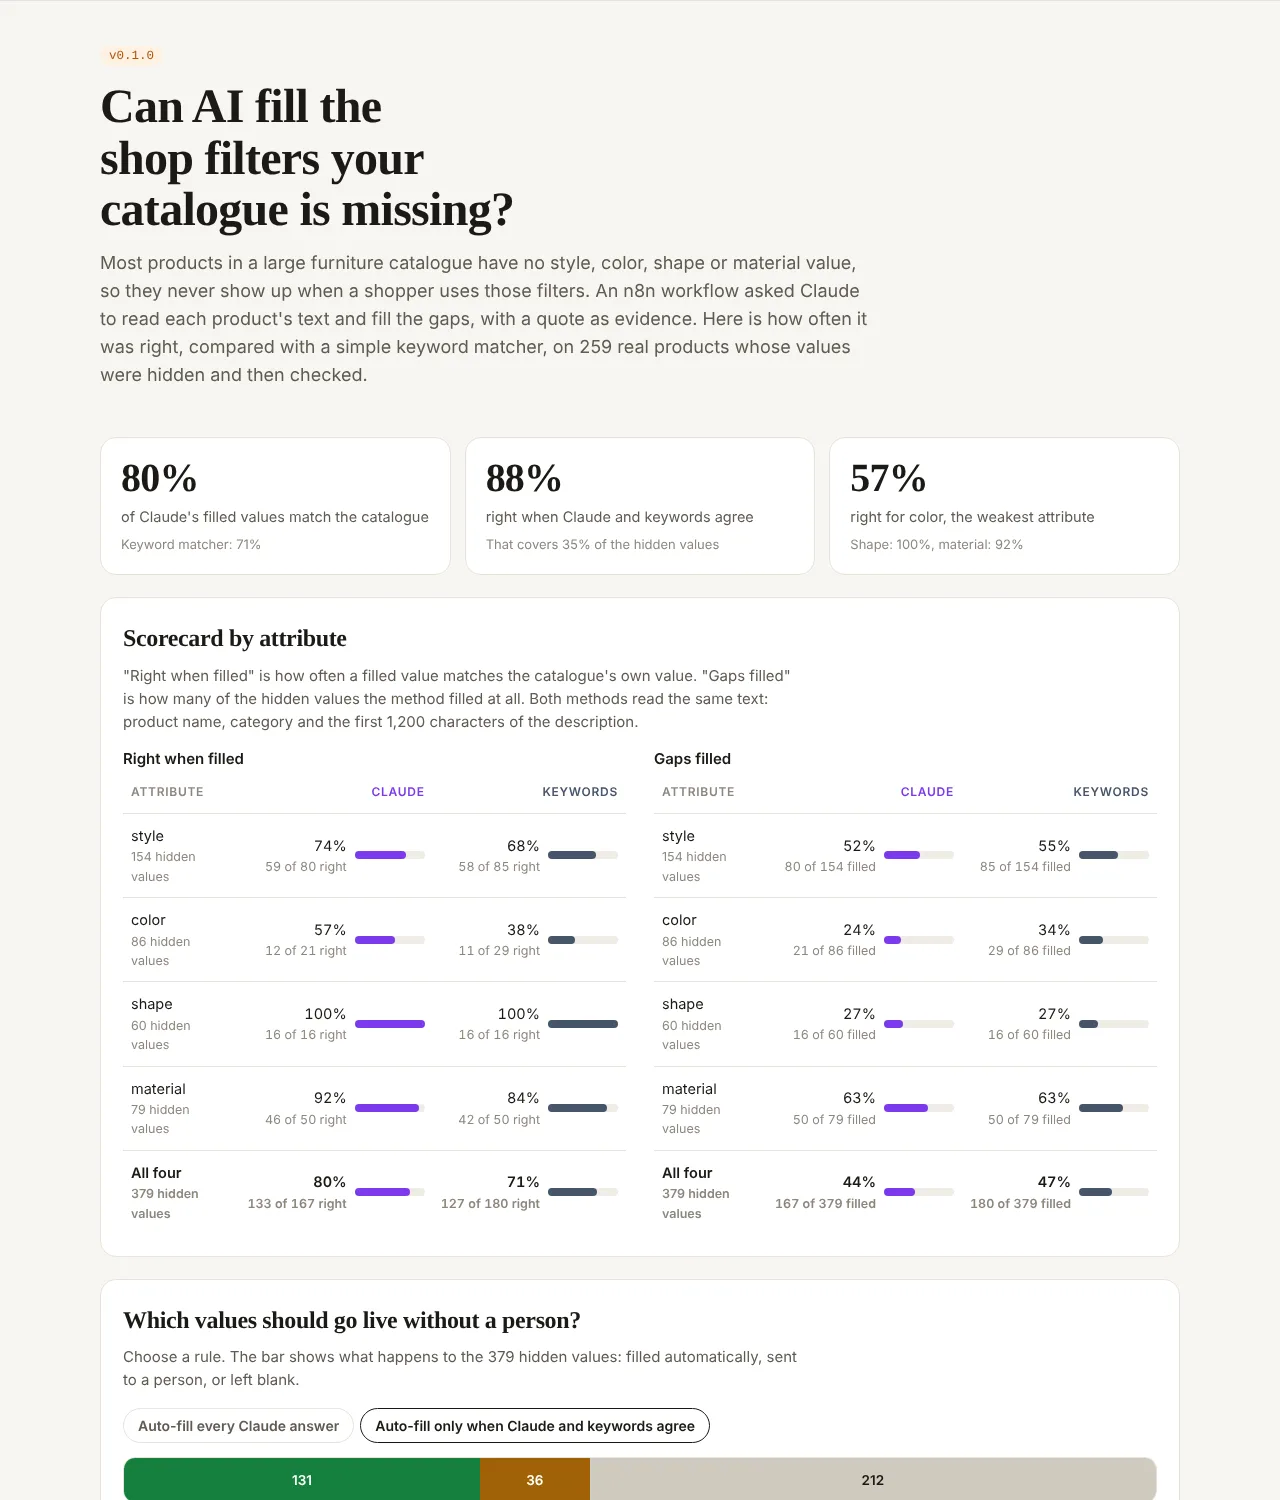 v0.1.0
Can AI fill the
shop filters your
catalogue is missing?
Most products in a large furniture catalogue have no style, color, shape or material value,
so they never show up when a shopper uses those filters. An n8n workflow asked Claude
to read each product's text and fill the gaps, with a quote as evidence. Here is how often it
was right, compared with a simple keyword matcher, on 259 real products whose values
were hidden and then checked.
80%
of Claude's filled values match the catalogue
Keyword matcher: 71%
88%
right when Claude and keywords agree
That covers 35% of the hidden values
57%
right for color, the weakest attribute
Shape: 100%, material: 92%
Scorecard by attribute
"Right when filled" is how often a filled value matches the catalogue's own value. "Gaps filled"
is how many of the hidden values the method filled at all. Both methods read the same text:
product name, category and the first 1,200 characters of the description.
Right when filled
ATTRIBUTE CLAUDE KEYWORDS
style
154 hidden
values
74%
59 of 80 right
68%
58 of 85 right
color
86 hidden
values
57%
12 of 21 right
38%
11 of 29 right
shape
60 hidden
values
100%
16 of 16 right
100%
16 of 16 right
material
79 hidden
values
92%
46 of 50 right
84%
42 of 50 right
All four
379 hidden
values
80%
133 of 167 right
71%
127 of 180 right
Gaps filled
ATTRIBUTE CLAUDE KEYWORDS
style
154 hidden
values
52%
80 of 154 filled
55%
85 of 154 filled
color
86 hidden
values
24%
21 of 86 filled
34%
29 of 86 filled
shape
60 hidden
values
27%
16 of 60 filled
27%
16 of 60 filled
material
79 hidden
values
63%
50 of 79 filled
63%
50 of 79 filled
All four
379 hidden
values
44%
167 of 379 filled
47%
180 of 379 filled
Which values should go live without a person?
Choose a rule. The bar shows what happens to the 379 hidden values: filled automatically, sent
to a person, or left blank.
Auto-fill every Claude answer
Auto-fill only when Claude and keywords agree
131 36 212